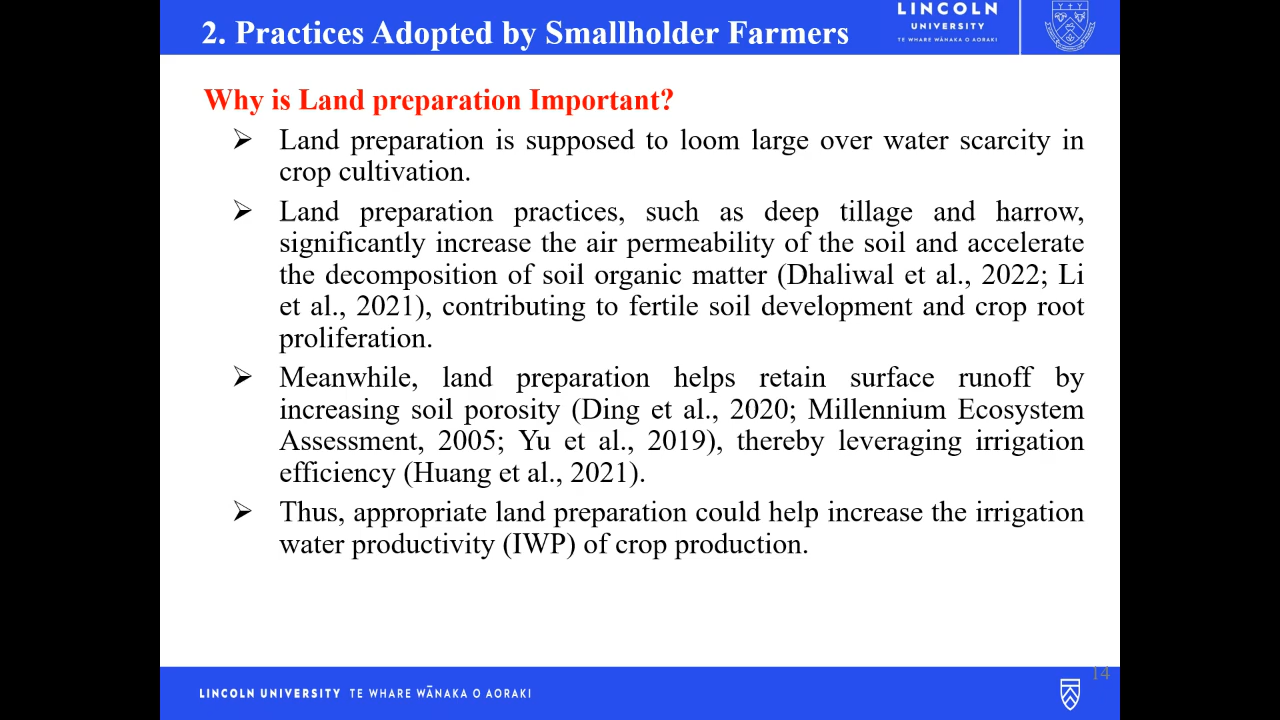 2. Practices Adopted by Smallholder Farmers
LINCOLN
UNIVERSITY
TE WHARE WĀNAKA O AORAKI
Why is Land preparation Important?
➢ Land preparation is supposed to loom large over water scarcity in
crop cultivation.
➢ Land preparation practices, such as deep tillage and harrow,
significantly increase the air permeability of the soil and accelerate
the decomposition of soil organic matter (Dhaliwal et al., 2022; Li
et al., 2021), contributing to fertile soil development and crop root
proliferation.
➢ Meanwhile, land preparation helps retain surface runoff by
increasing soil porosity (Ding et al., 2020; Millennium Ecosystem
Assessment, 2005; Yu et al., 2019), thereby leveraging irrigation
efficiency (Huang et al., 2021).
➢ Thus, appropriate land preparation could help increase the irrigation
water productivity (IWP) of crop production.
14
LINCOLN UNIVERSITY TE WHARE WĀNAKA O AORAKI